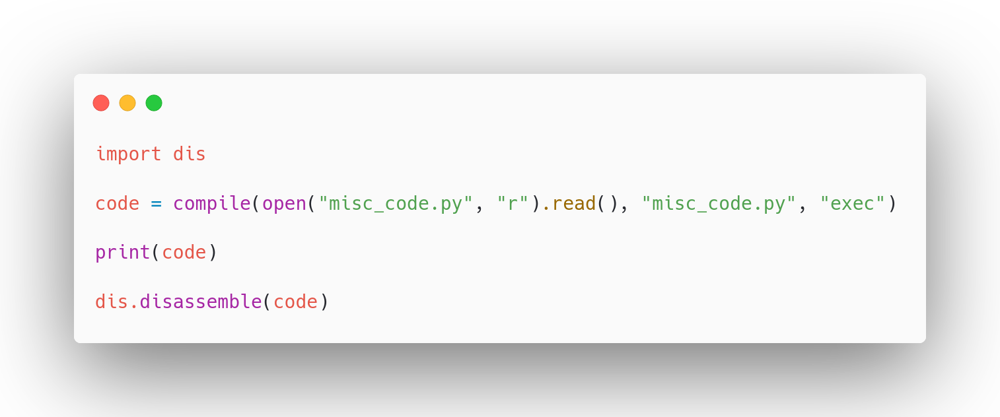 import dis
code = compile(open("misc_code.py", "r").read(), "misc_code.py", "exec")
print(code)
dis.disassemble(code)